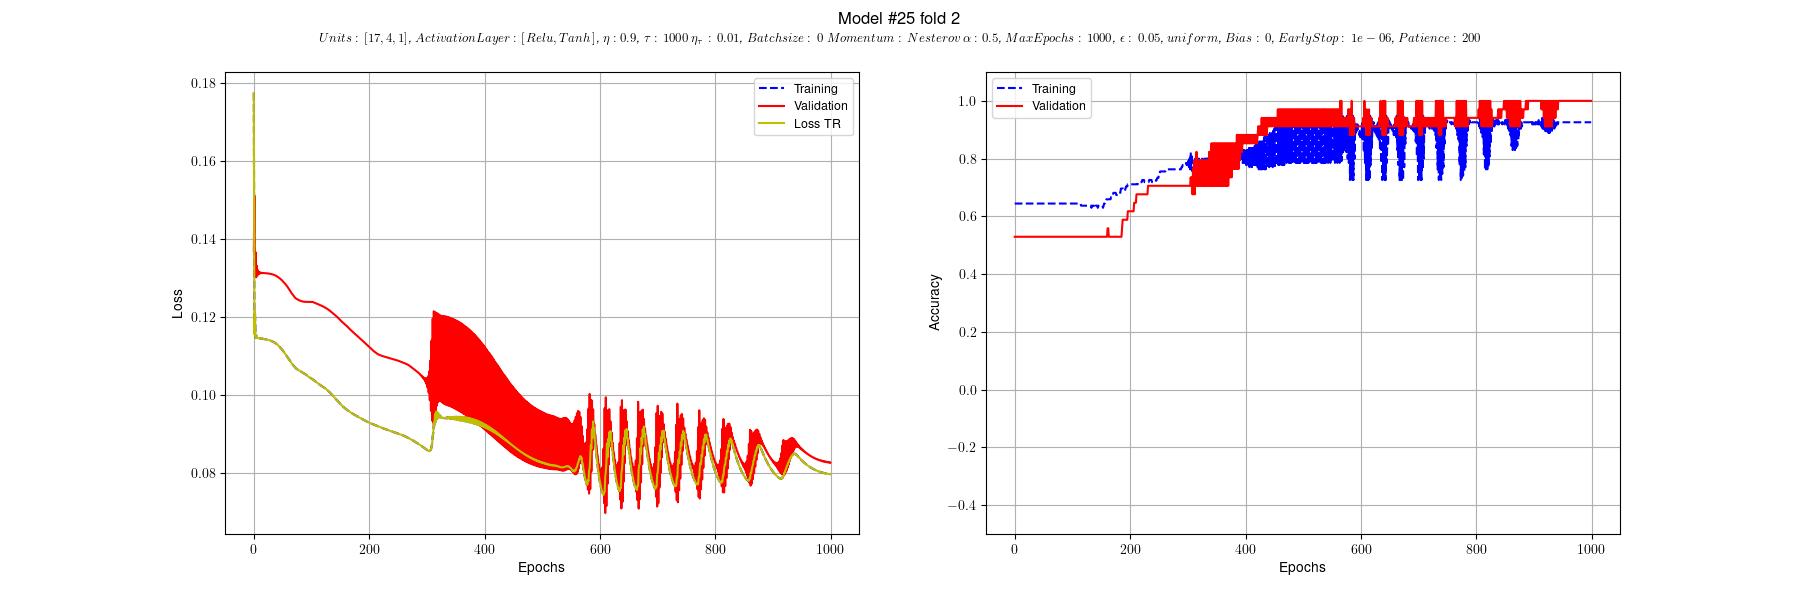 Model #25 fold 2
Units : [17, 4, 1], ActivationLayer : [Relu, Tanh], η : 0.9, τ : 1000 ητ : 0.01, Batchsize : 0 Momentum : Nesterov α : 0.5, MaxEpochs : 1000, ϵ : 0.05, uniform, Bias : 0, EarlyStop : 1e − 06, Patience : 200
0.18
0.16
0.14
0.12
0.10
0.08
Loss
0 200 400 600 800 1000
Epochs
Training
Validation
Loss TR
1.0
0.8
0.6
0.4
0.2
0.0
−0.2
−0.4
Accuracy
0 200 400 600 800 1000
Epochs
Training
Validation